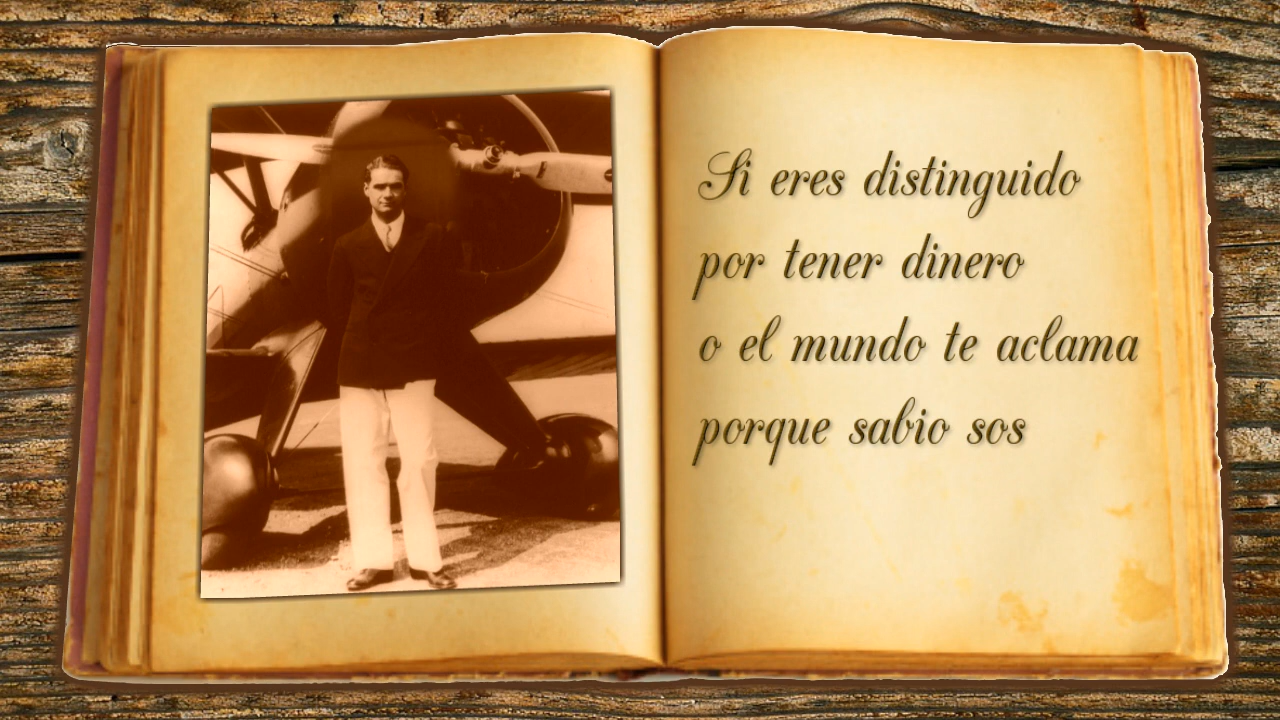 Si eres distinguido
por tener dinero
o el mundo te aclama
porque sabio sos